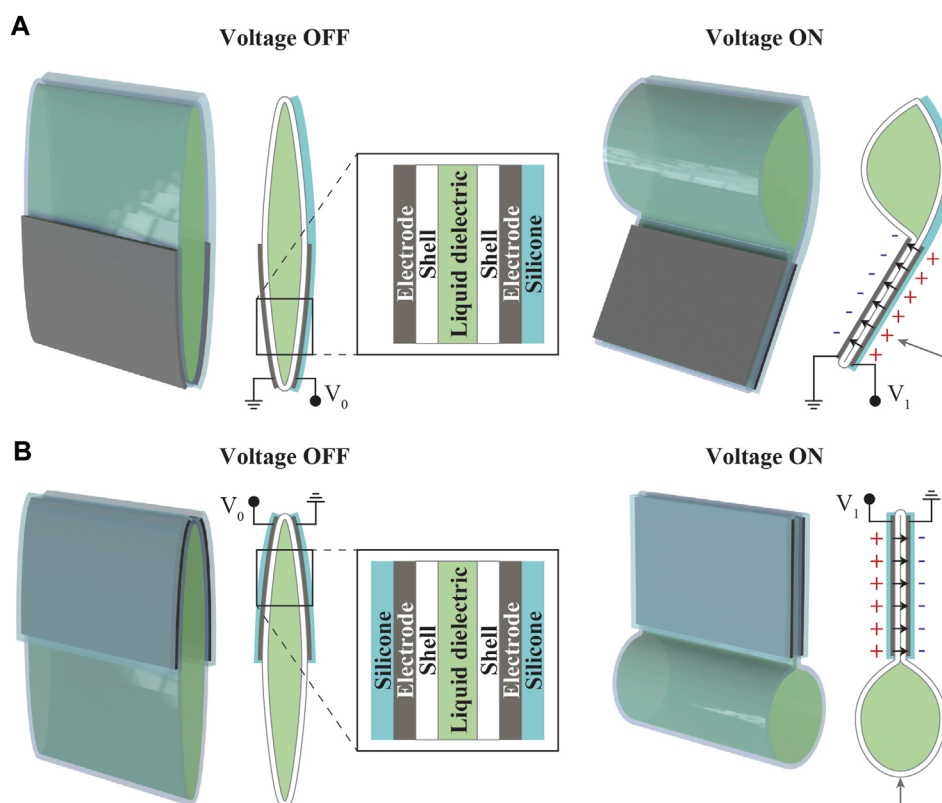 A
Voltage OFF
Voltage ON
Electrode
Shell
Liquid dielectric
Shell
Electrode
Silicone
V₀
- - - - -
+ + + + + +
V₁
B
Voltage OFF
Voltage ON
V₀
V₁
Silicone
Electrode
Shell
Liquid dielectric
Shell
Electrode
Silicone
+ -
+ -
+ -
+ -
+ -
+ -